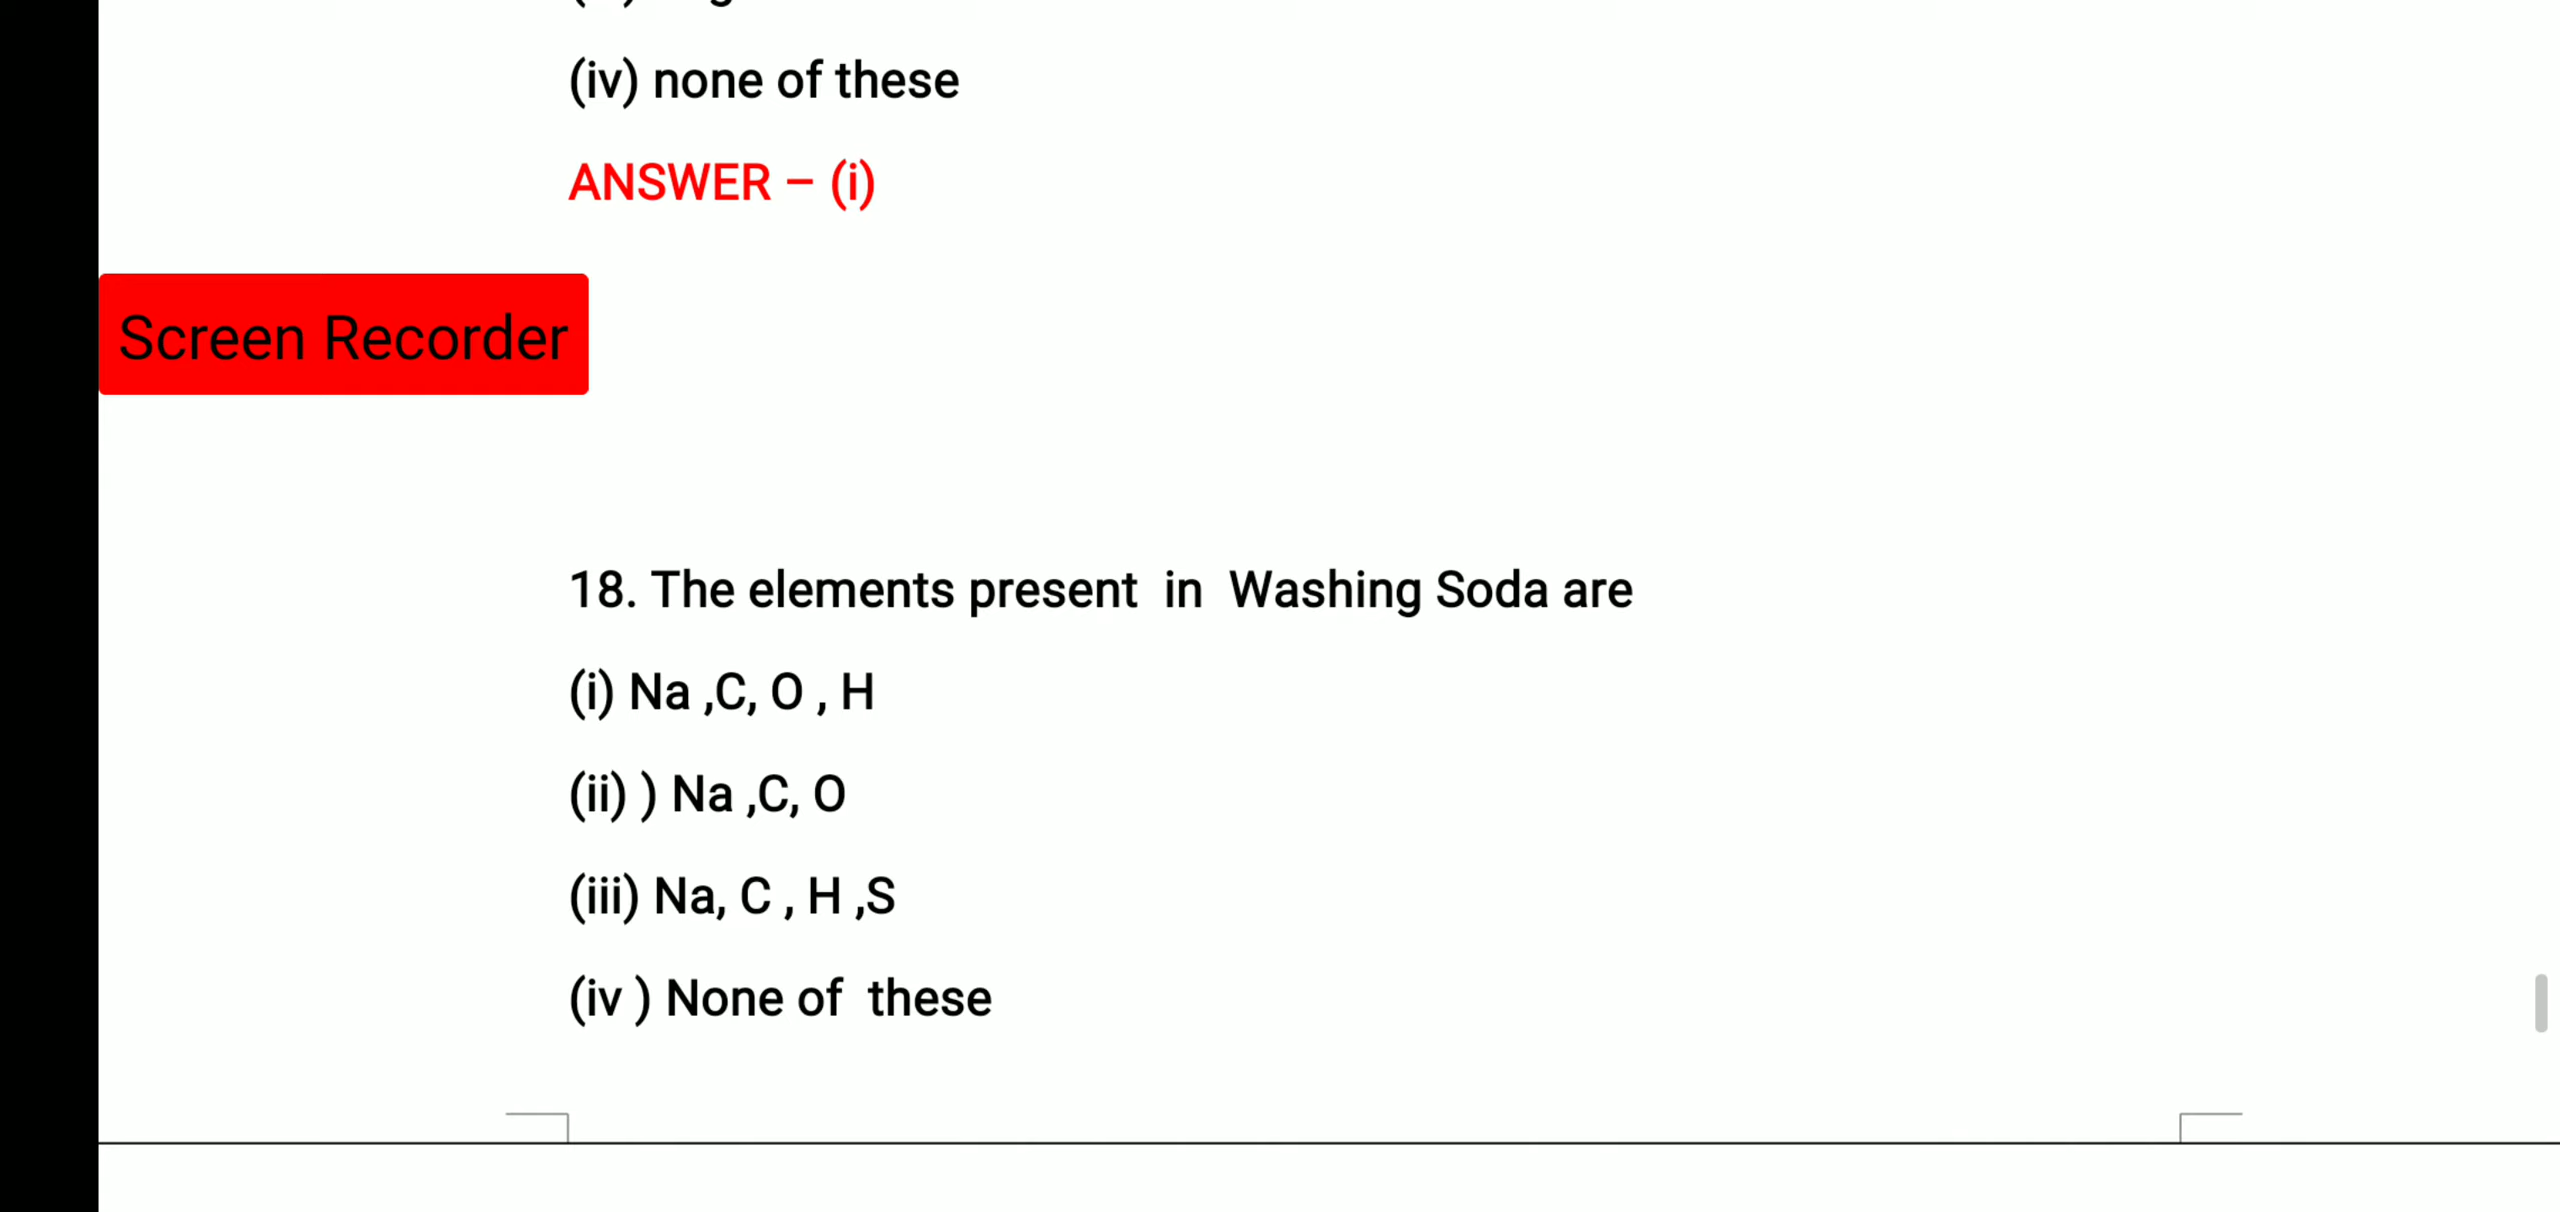 (iv) none of these
ANSWER – (i)
Screen Recorder
18. The elements present in Washing Soda are
(i) Na ,C, O , H
(ii) ) Na ,C, O
(iii) Na, C , H ,S
(iv ) None of these